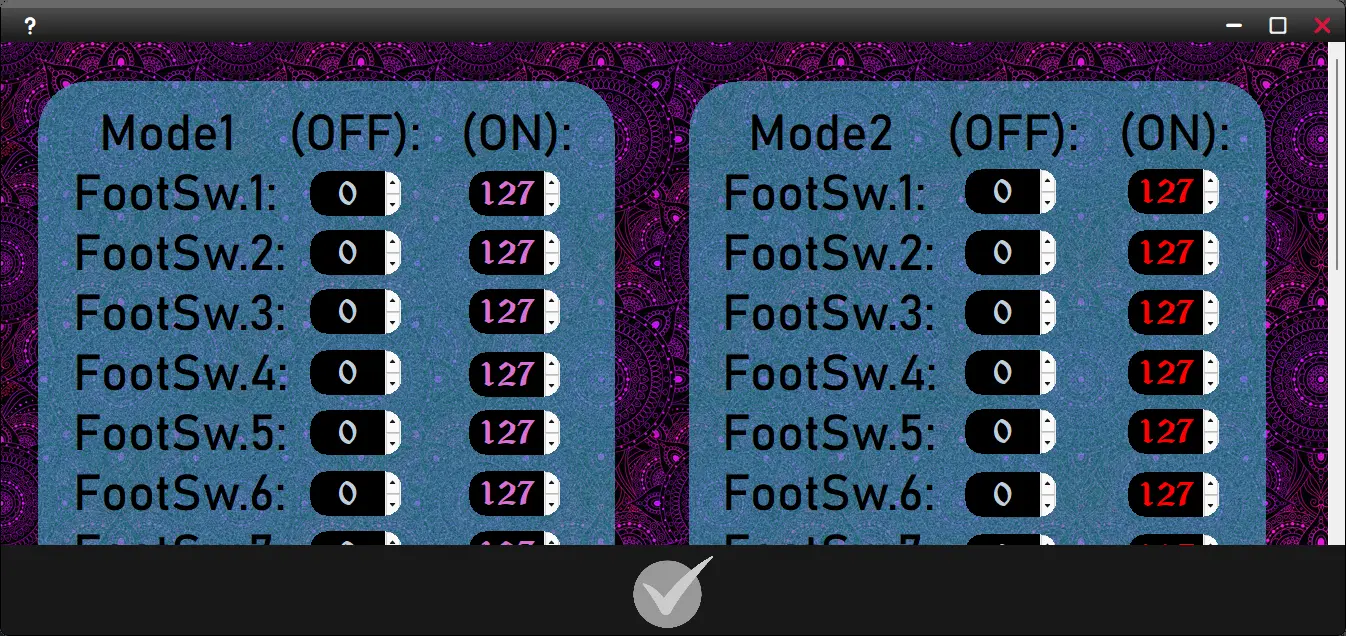 ?
Mode1 (OFF): (ON): Mode2 (OFF): (ON):
FootSw.1: 0 127 FootSw.1: 0 127
FootSw.2: 0 127 FootSw.2: 0 127
FootSw.3: 0 127 FootSw.3: 0 127
FootSw.4: 0 127 FootSw.4: 0 127
FootSw.5: 0 127 FootSw.5: 0 127
FootSw.6: 0 127 FootSw.6: 0 127